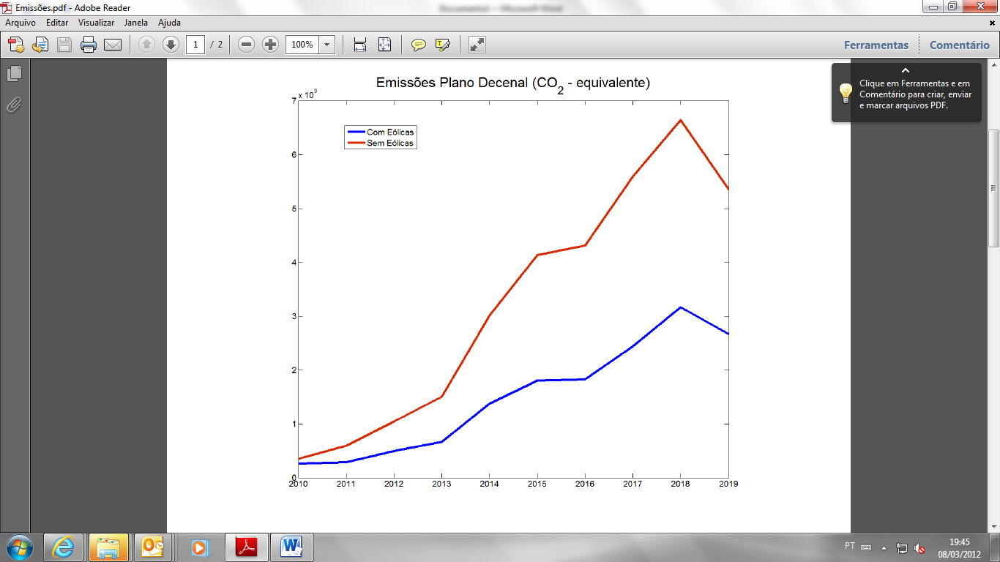 Emissões.pdf - Adobe Reader
Documento2 - Microsoft Word
Arquivo Editar Visualizar Janela Ajuda
1 / 2 100% Ferramentas Comentário
Clique em Ferramentas e em
Comentário para criar, enviar
e marcar arquivos PDF.
Emissões Plano Decenal (CO2 - equivalente)
x 10^9
7
6
5
4
3
2
1
0
Com Eólicas
Sem Eólicas
2010 2011 2012 2013 2014 2015 2016 2017 2018 2019
PT
19:45
08/03/2012